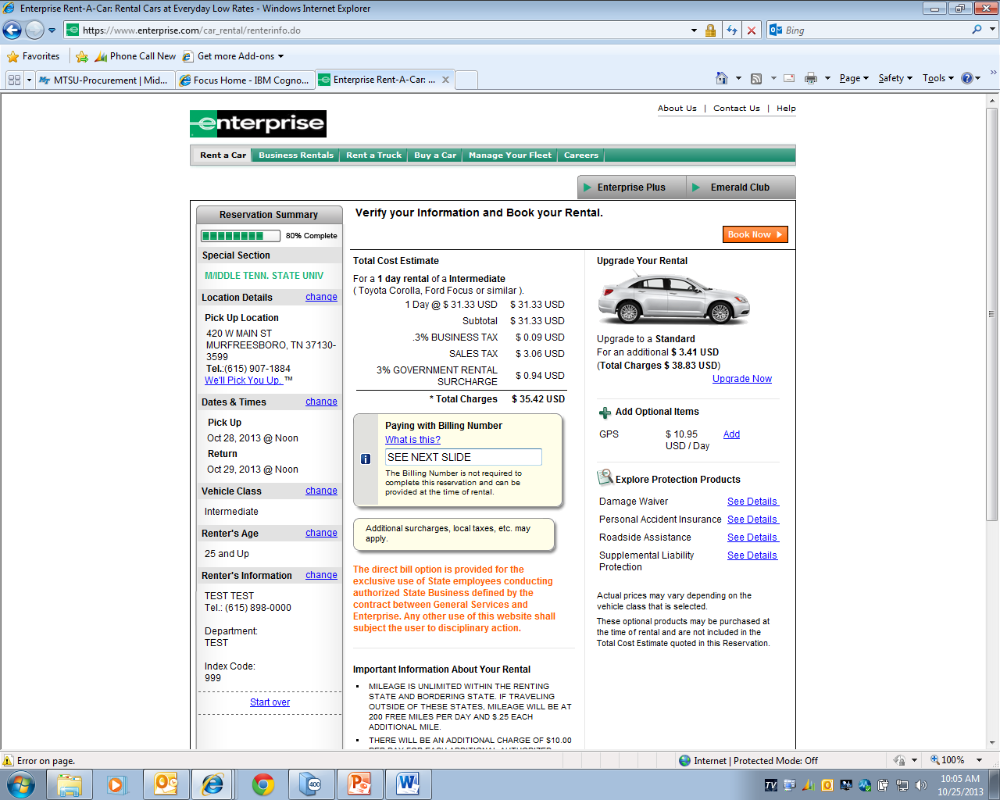 Enterprise Rent-A-Car: Rental Cars at Everyday Low Rates - Windows Internet Explorer
https://www.enterprise.com/car_rental/renterinfo.do
Bing
Favorites
Phone Call New
Get more Add-ons
MTSU-Procurement | Mid...
Focus Home - IBM Cogno...
Enterprise Rent-A-Car: ...
Page
Safety
Tools
About Us | Contact Us | Help
enterprise
Rent a Car
Business Rentals
Rent a Truck
Buy a Car
Manage Your Fleet
Careers
Enterprise Plus
Emerald Club
Reservation Summary
80% Complete
Special Section
M/IDDLE TENN. STATE UNIV
Location Details change
Pick Up Location
420 W MAIN ST
MURFREESBORO, TN 37130-
3599
Tel.:(615) 907-1884
We'll Pick You Up. ™
Dates & Times change
Pick Up
Oct 28, 2013 @ Noon
Return
Oct 29, 2013 @ Noon
Vehicle Class change
Intermediate
Renter's Age change
25 and Up
Renter's Information change
TEST TEST
Tel.: (615) 898-0000
Department:
TEST
Index Code:
999
Start over
Verify your Information and Book your Rental.
Book Now
Total Cost Estimate
For a 1 day rental of a Intermediate
( Toyota Corolla, Ford Focus or similar ).
1 Day @ $ 31.33 USD $ 31.33 USD
Subtotal $ 31.33 USD
.3% BUSINESS TAX $ 0.09 USD
SALES TAX $ 3.06 USD
3% GOVERNMENT RENTAL
SURCHARGE $ 0.94 USD
* Total Charges $ 35.42 USD
Paying with Billing Number
What is this?
SEE NEXT SLIDE
The Billing Number is not required to
complete this reservation and can be
provided at the time of rental.
Additional surcharges, local taxes, etc. may
apply.
The direct bill option is provided for the
exclusive use of State employees conducting
authorized State Business defined by the
contract between General Services and
Enterprise. Any other use of this website shall
subject the user to disciplinary action.
Important Information About Your Rental
MILEAGE IS UNLIMITED WITHIN THE RENTING
STATE AND BORDERING STATE. IF TRAVELING
OUTSIDE OF THESE STATES, MILEAGE WILL BE AT
200 FREE MILES PER DAY AND $.25 EACH
ADDITIONAL MILE.
THERE WILL BE AN ADDITIONAL CHARGE OF $10.00
PER DAY FOR EACH ADDITIONAL AUTHORIZED
Upgrade Your Rental
Upgrade to a Standard
For an additional $ 3.41 USD
(Total Charges $ 38.83 USD)
Upgrade Now
Add Optional Items
GPS $ 10.95 Add
USD / Day
Explore Protection Products
Damage Waiver See Details
Personal Accident Insurance See Details
Roadside Assistance See Details
Supplemental Liability See Details
Protection
Actual prices may vary depending on the
vehicle class that is selected.
These optional products may be purchased at
the time of rental and are not included in the
Total Cost Estimate quoted in this Reservation.
Error on page.
Internet | Protected Mode: Off
100%
400
TV
10:05 AM
10/25/2013